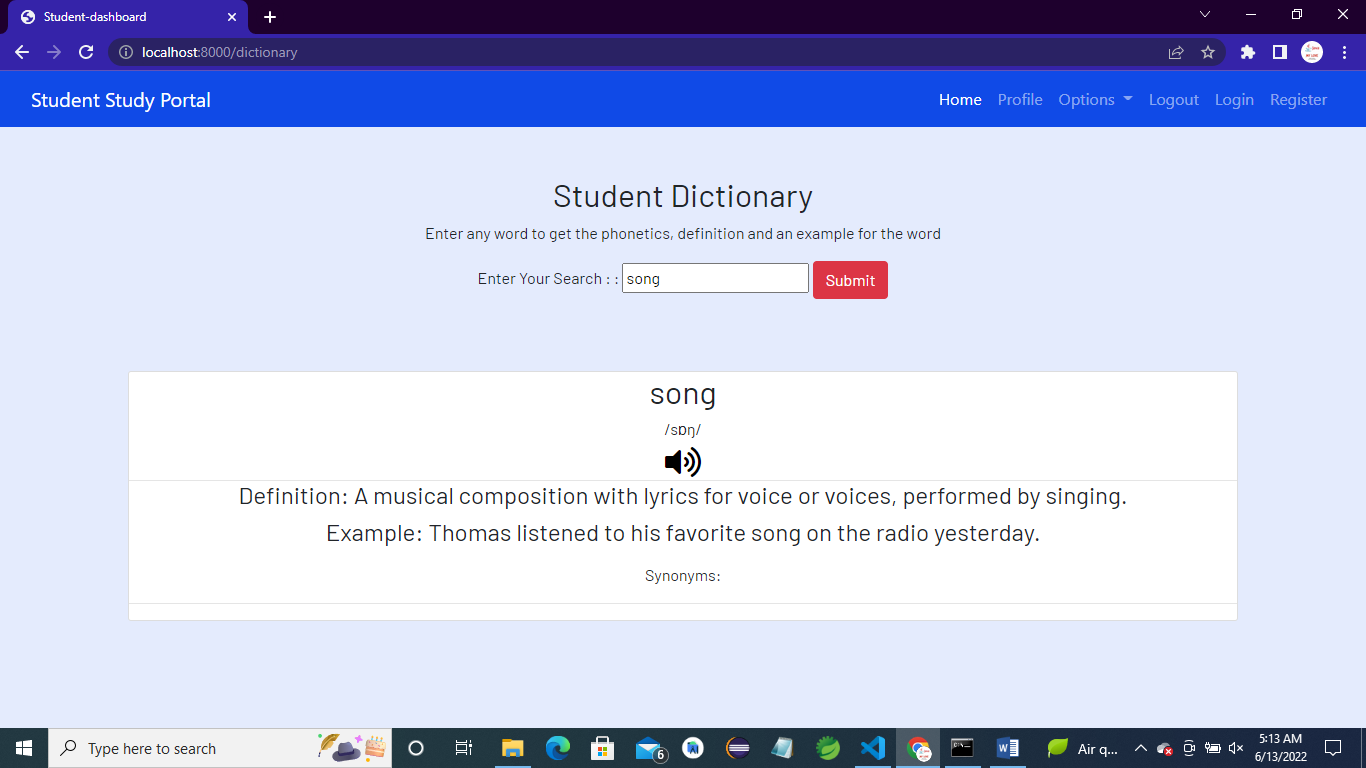 Student-dashboard
localhost:8000/dictionary
Student Study Portal
Home Profile Options Logout Login Register
Student Dictionary
Enter any word to get the phonetics, definition and an example for the word
Enter Your Search : : song Submit
song
/sɒŋ/
Definition: A musical composition with lyrics for voice or voices, performed by singing.
Example: Thomas listened to his favorite song on the radio yesterday.
Synonyms:
Type here to search 6 Air q... 5:13 AM
6/13/2022